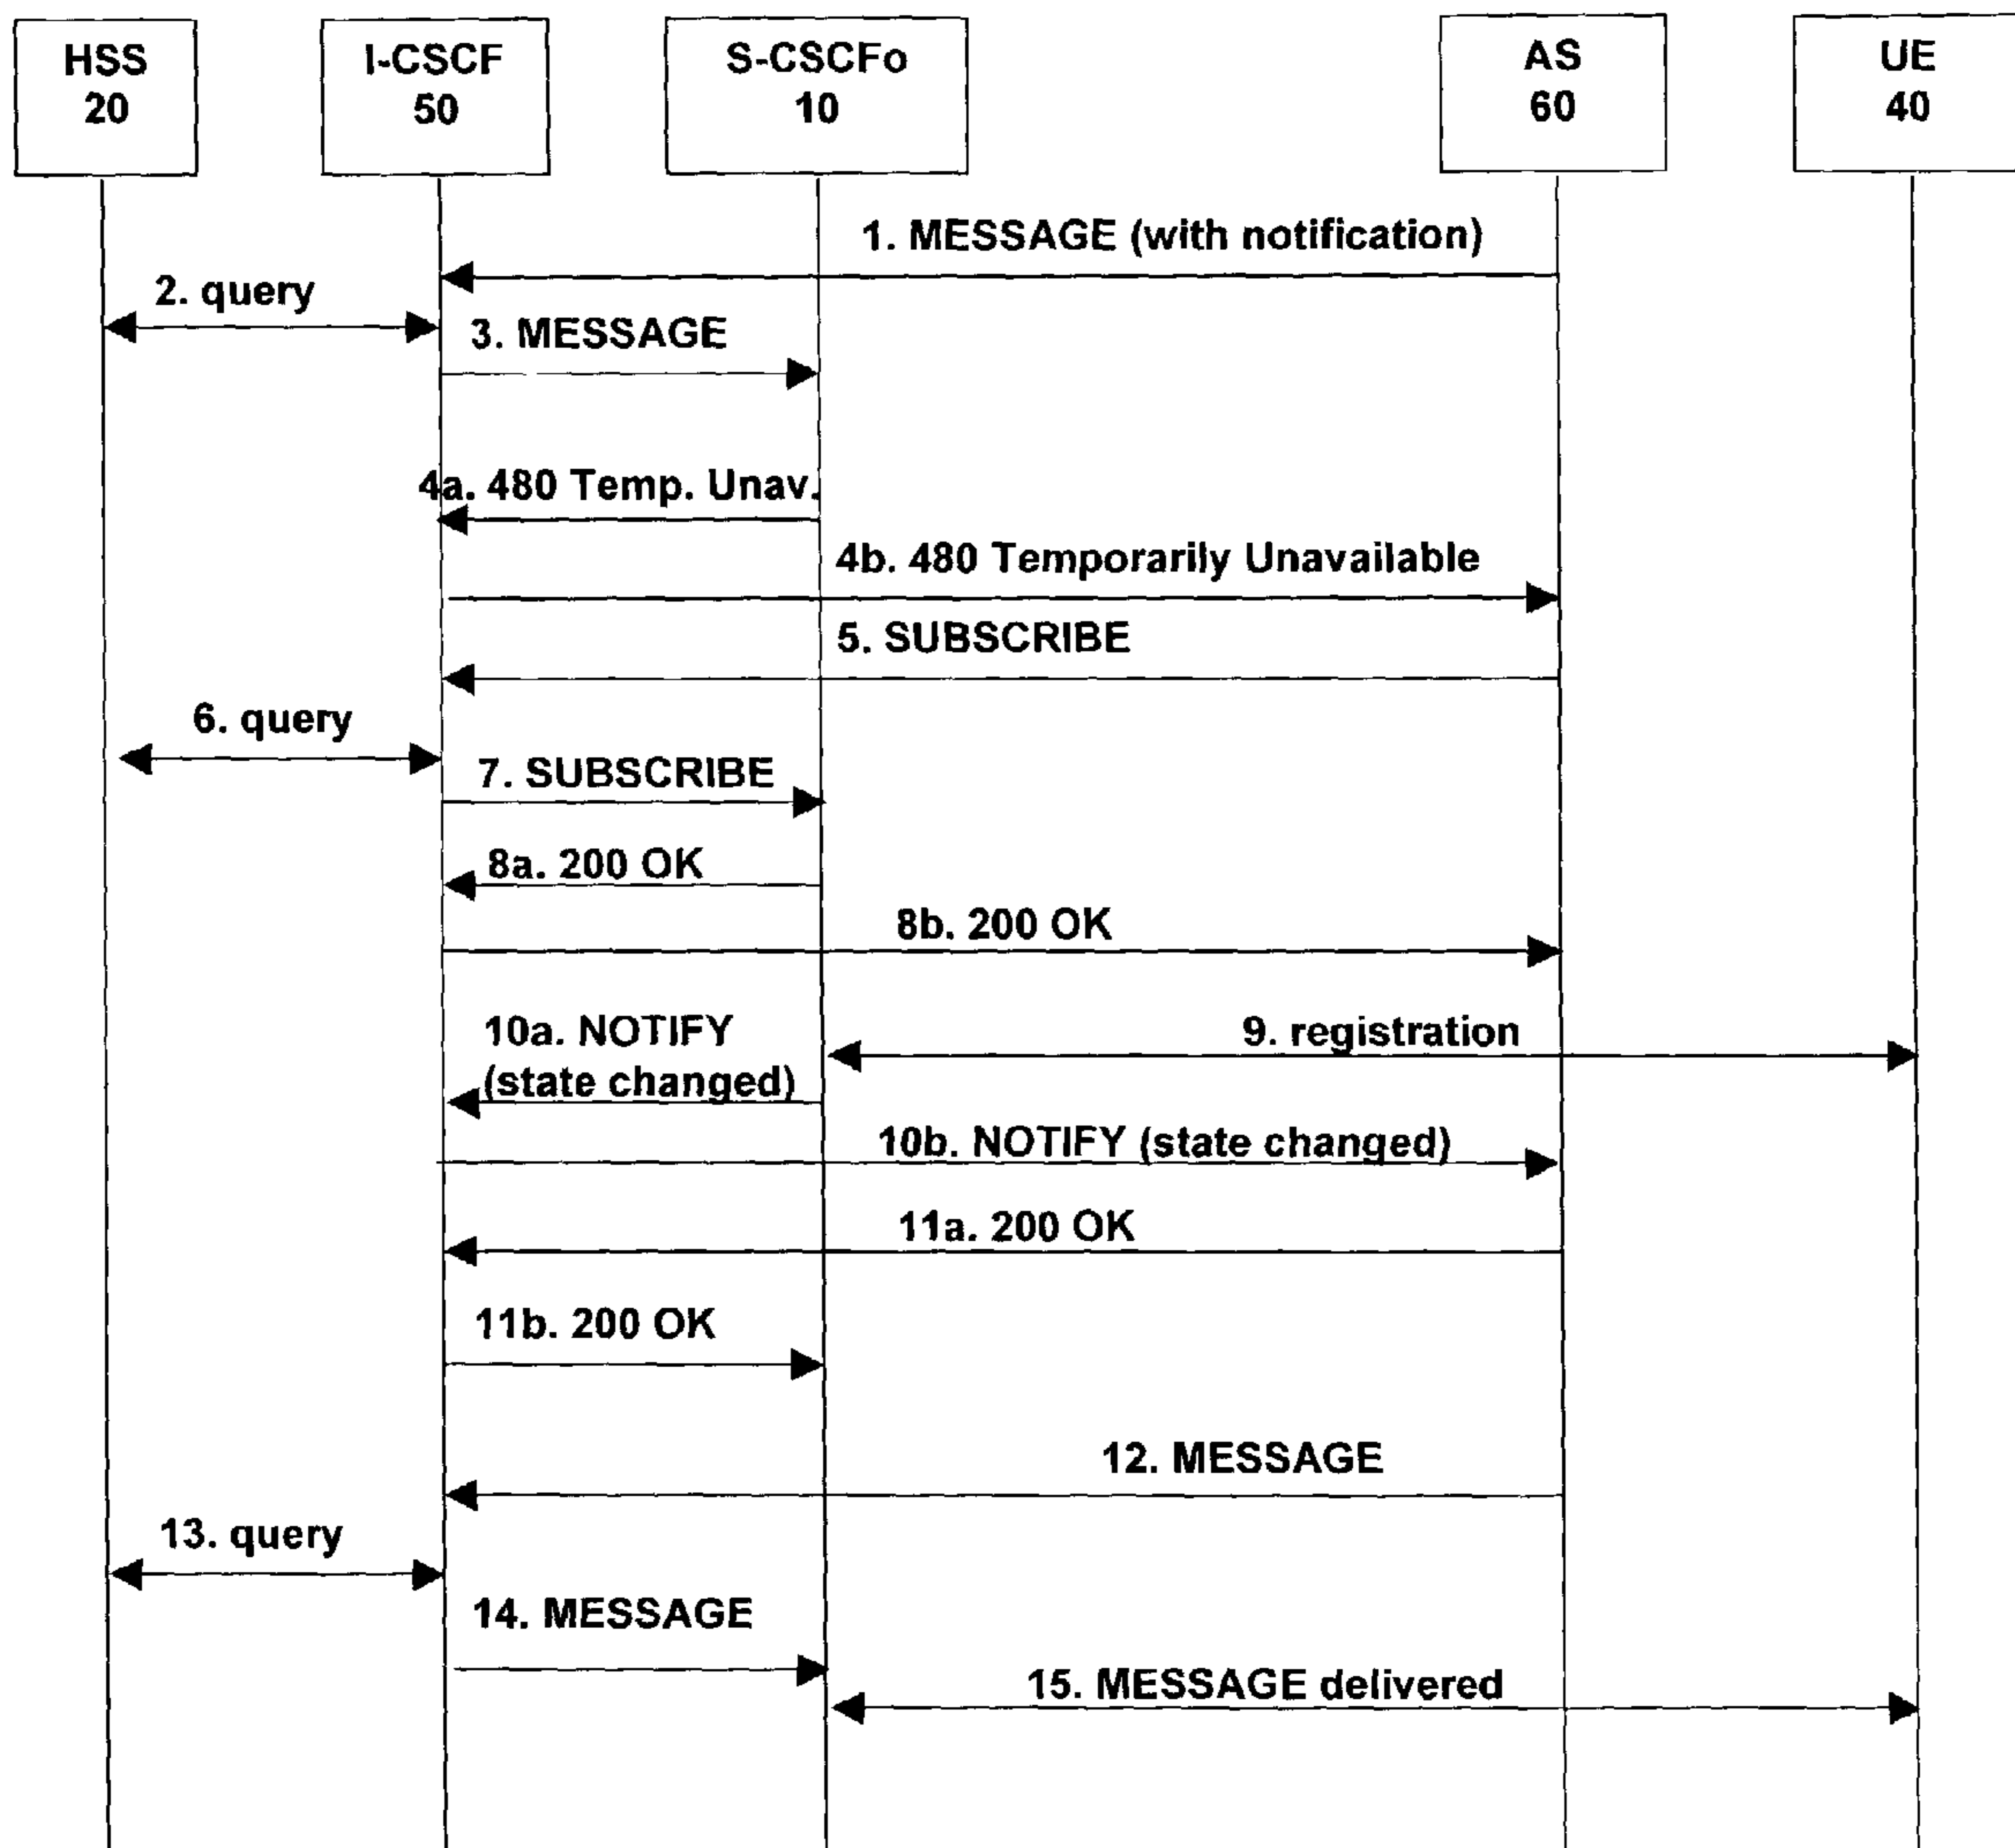 HSS
20
I-CSCF
50
S-CSCFo
10
AS
60
UE
40
1. MESSAGE (with notification)
2. query
3. MESSAGE
4a. 480 Temp. Unav.
4b. 480 Temporarily Unavailable
5. SUBSCRIBE
6. query
7. SUBSCRIBE
8a. 200 OK
8b. 200 OK
10a. NOTIFY
(state changed)
9. registration
10b. NOTIFY (state changed)
11a. 200 OK
11b. 200 OK
12. MESSAGE
13. query
14. MESSAGE
15. MESSAGE delivered